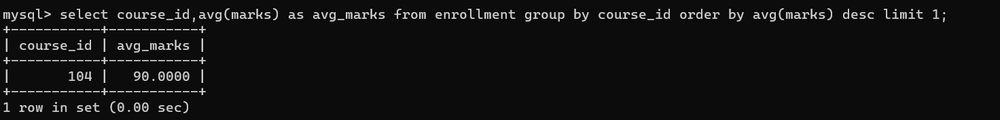 mysql> select course_id,avg(marks) as avg_marks from enrollment group by course_id order by avg(marks) desc limit 1;
+-----------+-----------+
| course_id | avg_marks |
+-----------+-----------+
|       104 |   90.0000 |
+-----------+-----------+
1 row in set (0.00 sec)